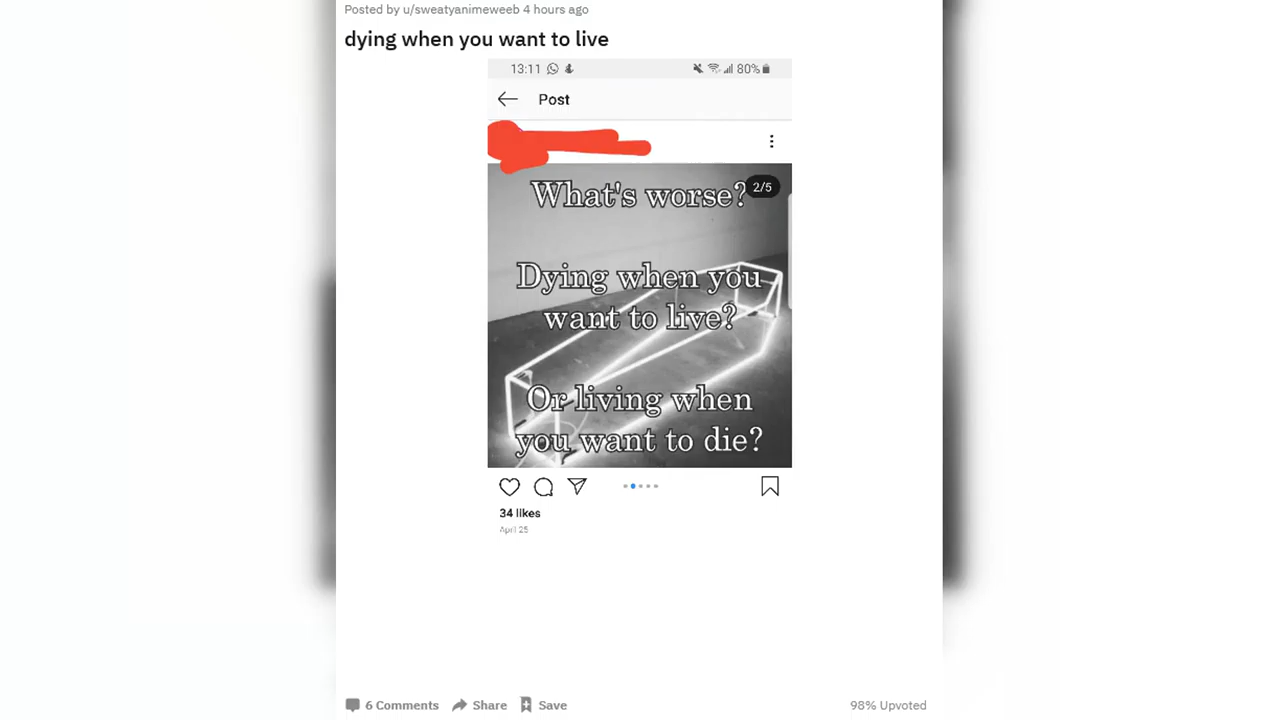 Posted by u/sweatyanimeweeb 4 hours ago
dying when you want to live
13:11 80%
Post
What's worse? 2/5
Dying when you
want to live?
Or living when
you want to die?
34 likes
April 25
6 Comments Share Save 98% Upvoted